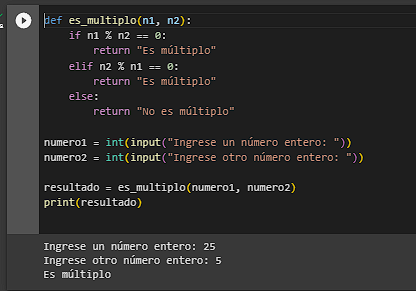 def es_multiplo(n1, n2):
    if n1 % n2 == 0:
        return "Es múltiplo"
    elif n2 % n1 == 0:
        return "Es múltiplo"
    else:
        return "No es múltiplo"

numero1 = int(input("Ingrese un número entero: "))
numero2 = int(input("Ingrese otro número entero: "))

resultado = es_multiplo(numero1, numero2)
print(resultado)

Ingrese un número entero: 25
Ingrese otro número entero: 5
Es múltiplo